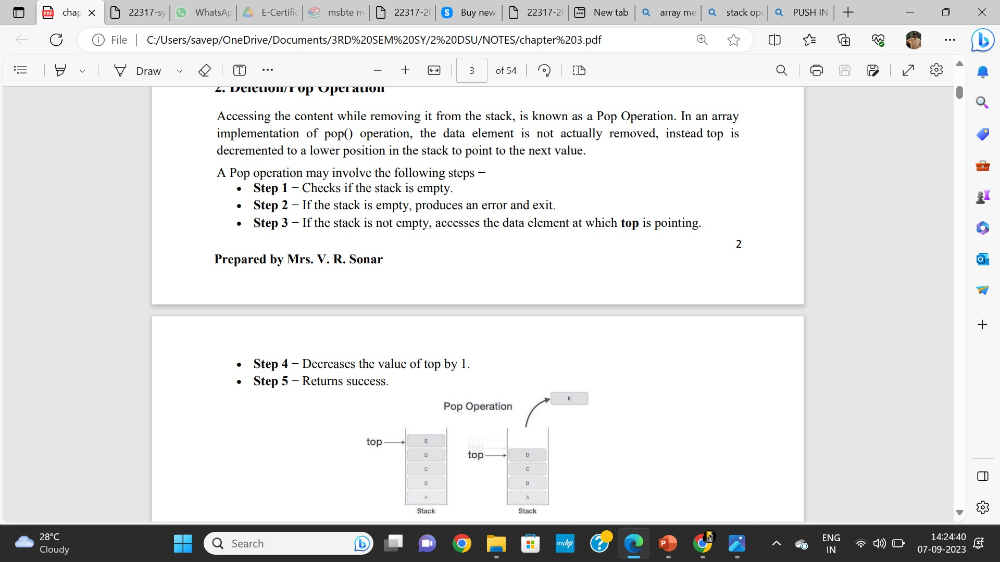 chap
22317-sy
WhatsAp
E-Certific
msbte m
22317-20
Buy new
22317-20
New tab
array me
stack ope
PUSH IN
File
C:/Users/savep/OneDrive/Documents/3RD%20SEM%20SY/2%20DSU/NOTES/chapter%203.pdf
Draw
3 of 54
2. Deletion/Pop Operation
Accessing the content while removing it from the stack, is known as a Pop Operation. In an array
implementation of pop() operation, the data element is not actually removed, instead top is
decremented to a lower position in the stack to point to the next value.
A Pop operation may involve the following steps −
• Step 1 − Checks if the stack is empty.
• Step 2 − If the stack is empty, produces an error and exit.
• Step 3 − If the stack is not empty, accesses the data element at which top is pointing.
2
Prepared by Mrs. V. R. Sonar
• Step 4 − Decreases the value of top by 1.
• Step 5 − Returns success.
Pop Operation
E
top
E
D
C
B
A
Stack
top
top
top
D
C
B
A
Stack
28°C
Cloudy
Search
myhp
ENG
IN
14:24:40
07-09-2023